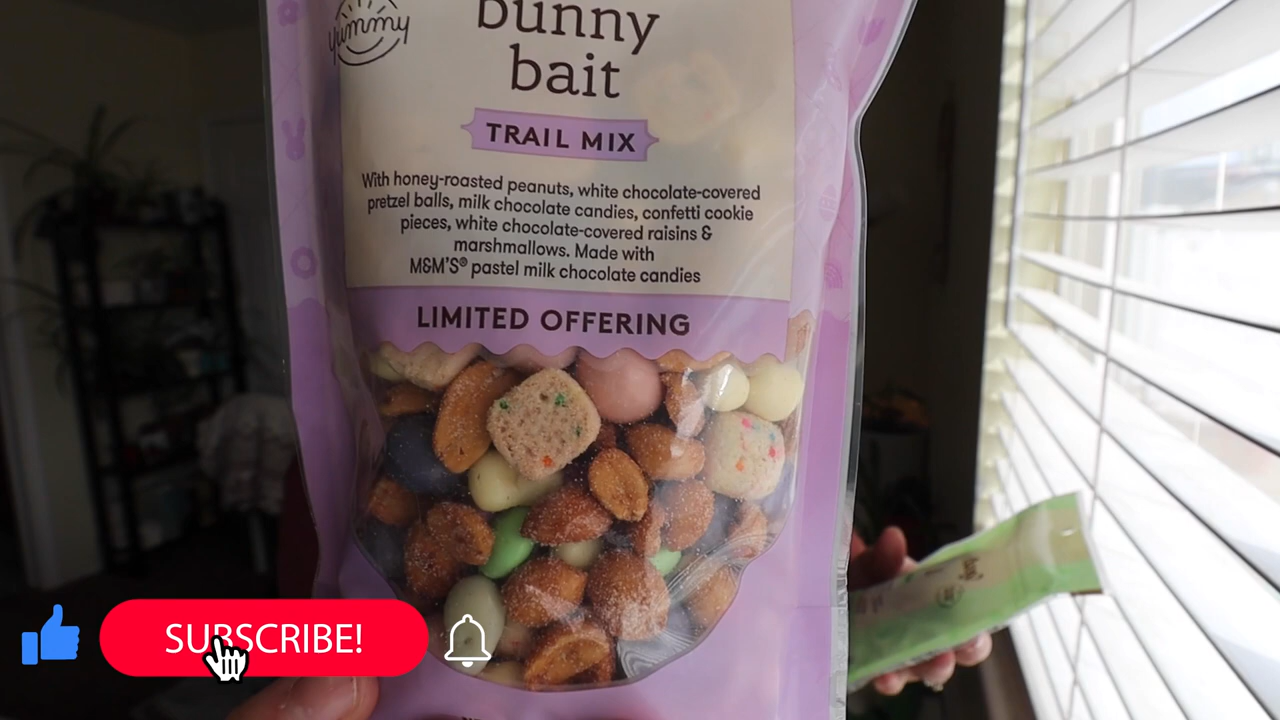 yummy
bunny
bait
TRAIL MIX
With honey-roasted peanuts, white chocolate-covered
pretzel balls, milk chocolate candies, confetti cookie
pieces, white chocolate-covered raisins &
marshmallows. Made with
M&M'S® pastel milk chocolate candies
LIMITED OFFERING
SUBSCRIBE!